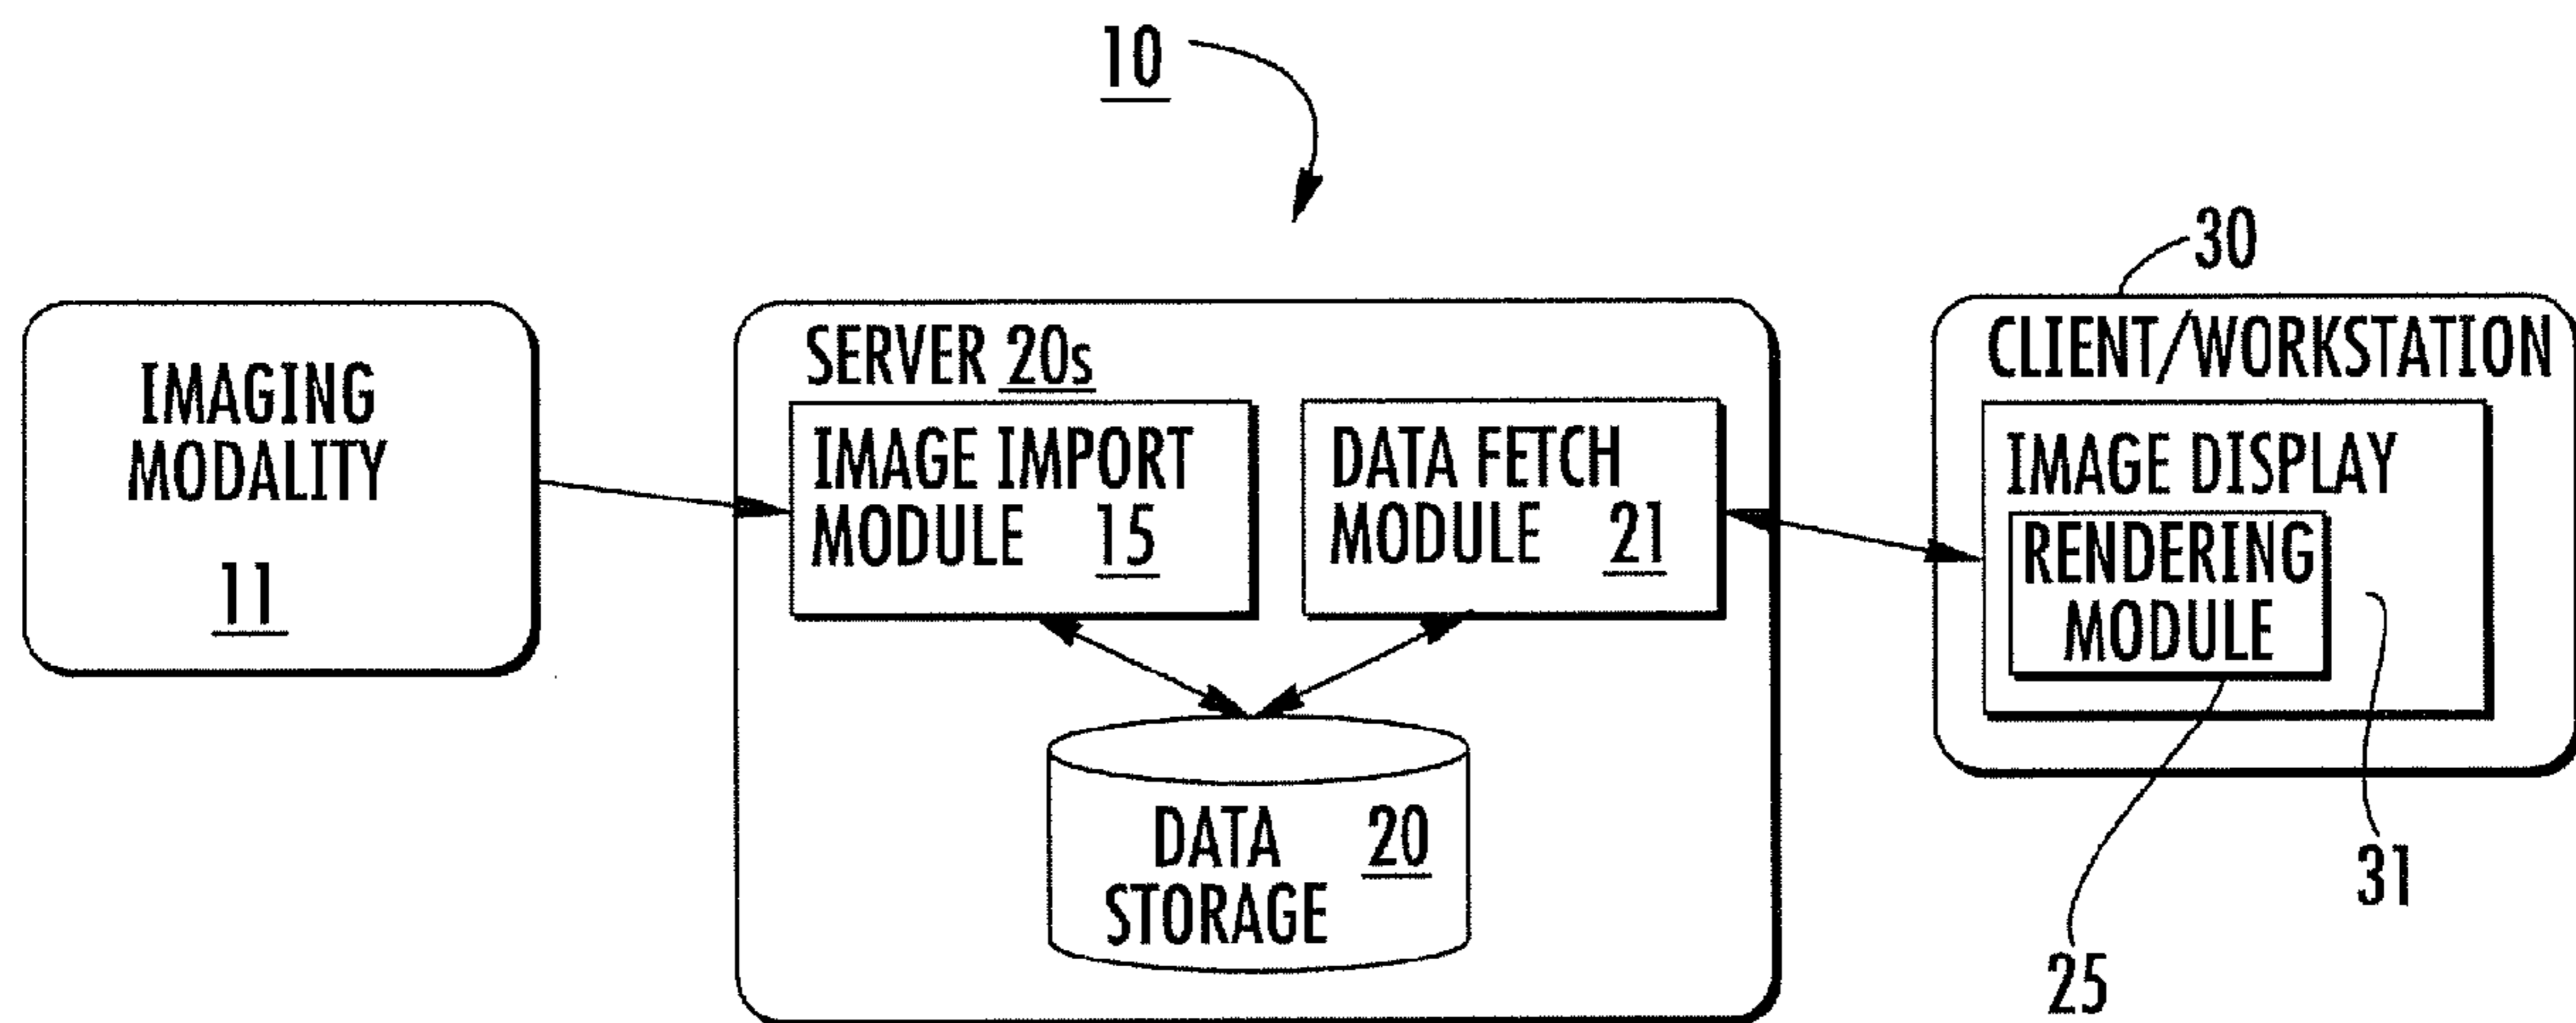 10
IMAGING
MODALITY
11
SERVER 20s
IMAGE IMPORT
MODULE 15
DATA FETCH
MODULE 21
DATA 20
STORAGE
30
CLIENT/WORKSTATION
IMAGE DISPLAY
RENDERING
MODULE
31
25